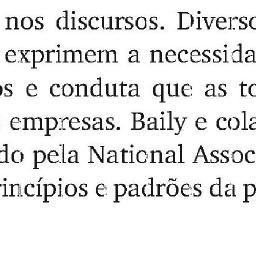 nos discursos. Diverso
exprimem a necessida
os e conduta que as to
empresas. Baily e cola
do pela National Assoc
rincípios e padrões da p